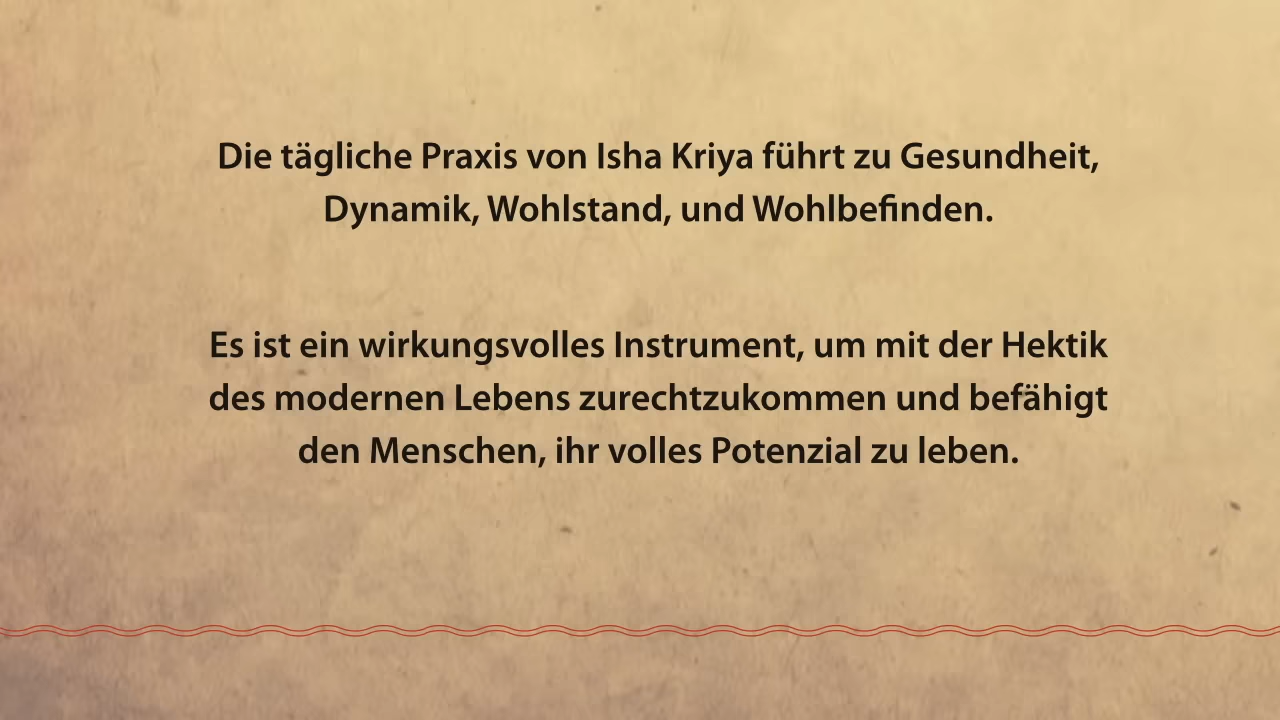 Die tägliche Praxis von Isha Kriya führt zu Gesundheit,
Dynamik, Wohlstand, und Wohlbefinden.
Es ist ein wirkungsvolles Instrument, um mit der Hektik
des modernen Lebens zurechtzukommen und befähigt
den Menschen, ihr volles Potenzial zu leben.